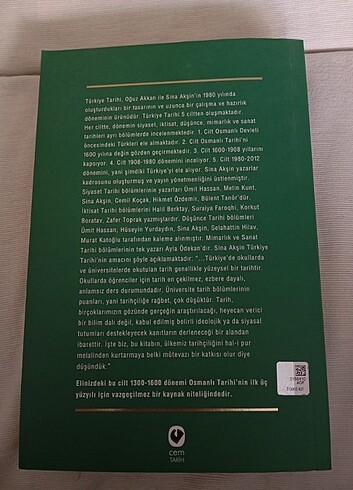 Türkiye Tarihi, Oğuz Akkan ile Sina Akşin'in 1980 yılında
oluşturdukları bir tasarının ve uzunca bir çalışma ve hazırlık
döneminin ürünüdür. Türkiye Tarihi 5 ciltten oluşmaktadır.
Her ciltte, dönemin siyaset, iktisat, düşünce, mimarlık ve sanat
tarihleri ayrı bölümlerde incelenmektedir. 1. Cilt Osmanlı Devleti
öncesindeki Türkleri ele almaktadır. 2. Cilt Osmanlı Tarihi'ni
1600 yılına değin gözden geçirmektedir. 3. Cilt 1600-1908 yıllarını
kapsıyor. 4. Cilt 1908-1980 dönemini inceliyor. 5. Cilt 1980-2012
dönemini, yani şimdiki Türkiye'yi ele alıyor. Sina Akşin yazarlar
kadrosunu oluşturmuş ve yayın yönetmenliğini üstlenmiştir.
Siyaset Tarihi bölümlerinin yazarları Ümit Hassan, Metin Kunt,
Sina Akşin, Cemil Koçak, Hikmet Özdemir, Bülent Tanör'dür.
İktisat Tarihi bölümlerini Halil Berktay, Suraiya Faroqhi, Korkut
Boratav, Zafer Toprak yazmışlardır. Düşünce Tarihi bölümleri
Ümit Hassan, Hüseyin Yurdaydın, Sina Akşin, Selahattin Hilav,
Murat Katoğlu tarafından kaleme alınmıştır. Mimarlık ve Sanat
Tarihi bölümlerinin tek yazarı Ayla Ödekan'dır. Sina Akşin Türkiye
Tarihi'nin amacını şöyle açıklamaktadır: "...Türkiye'de okullarda
ve üniversitelerde okutulan tarih genellikle yüzeysel bir tarihtir.
Okullarda öğrenciler için tarih en çekilmez, ezbere dayalı,
anlamsız ders durumundadır. Üniversite tarih bölümlerinin
puanları, yani tarihçiliğe rağbet, çok düşüktür. Tarih,
birçoklarımızın gözünde gerçeğin araştırılacağı, heyecan verici
bir bilim dalı değil, kabul edilmiş belirli ideolojik ya da siyasal
tutumları destekleyecek kanıtların derleneceği bir alandan
ibarettir. İşte biz, bu kitabın, ülkemiz tarihçiliğini hal-i pur
melalinden kurtarmaya belki mütevazi bir katkısı olur diye
düşündük."
Elinizdeki bu cilt 1300-1600 dönemi Osmanlı Tarihi'nin ilk üç
yüzyılı için vazgeçilmez bir kaynak niteliğindedir.
cem
TARİH